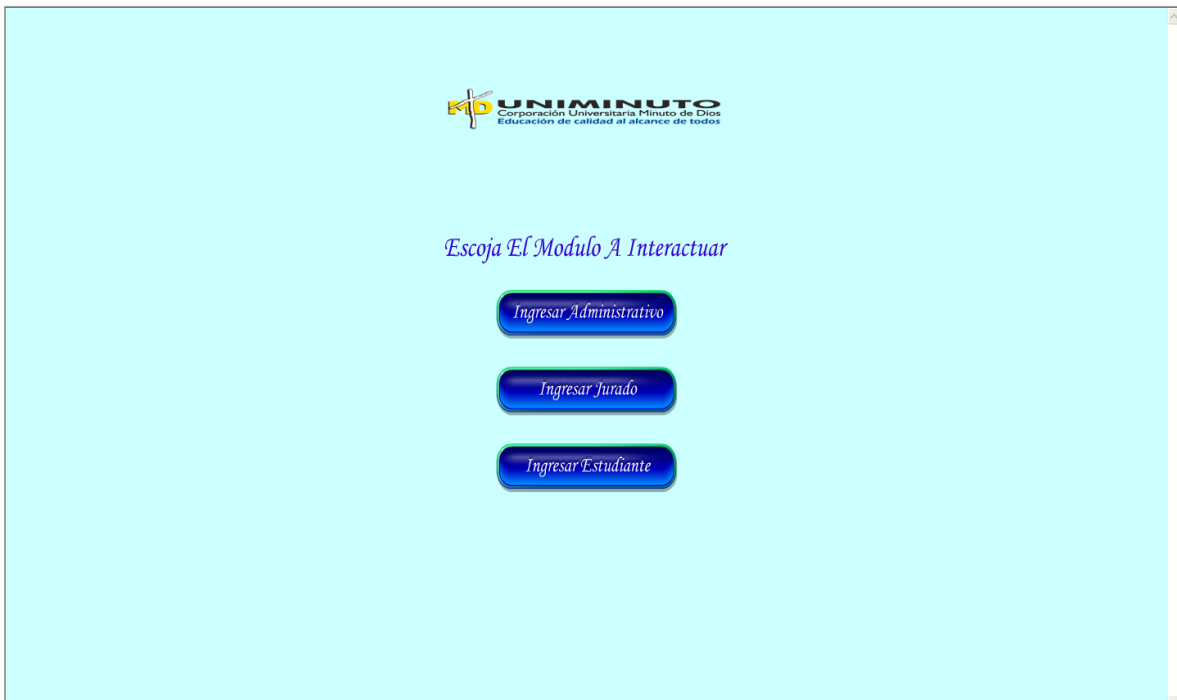 MD UNIMINUTO
Corporación Universitaria Minuto de Dios
Educación de calidad al alcance de todos
Escoja El Modulo A Interactuar
Ingresar Administrativo
Ingresar Jurado
Ingresar Estudiante